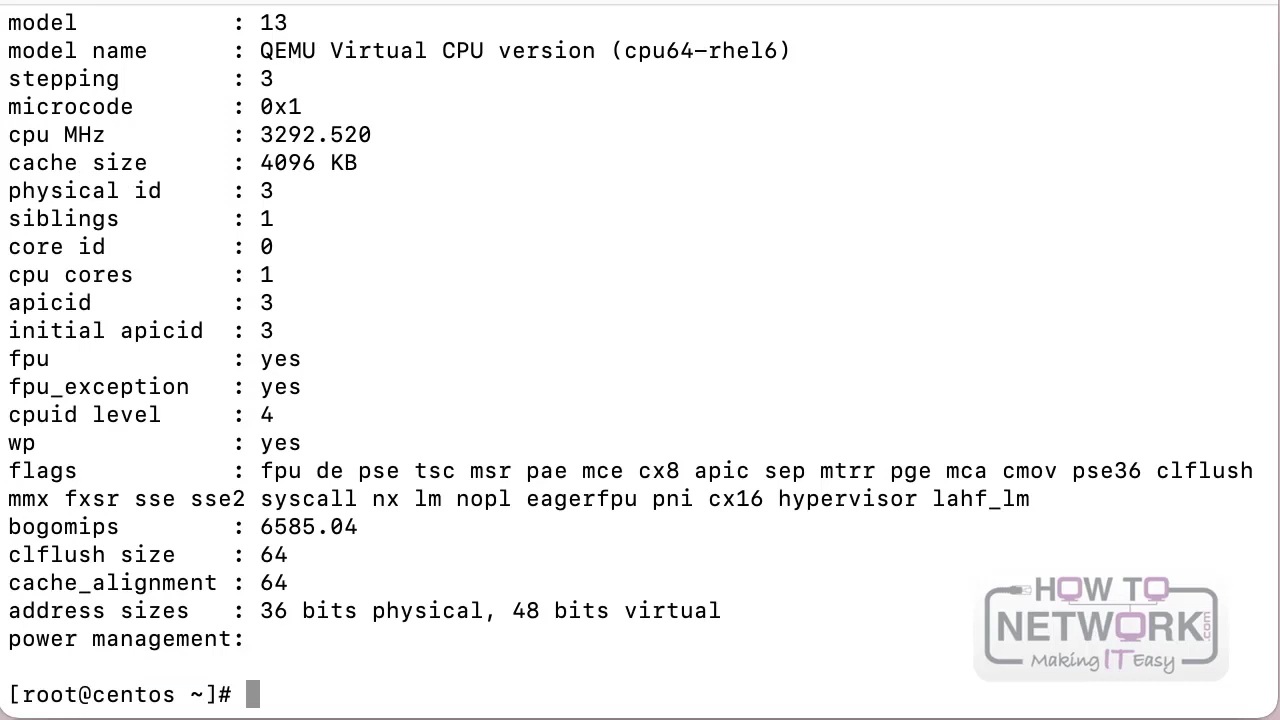 model           : 13
model name      : QEMU Virtual CPU version (cpu64-rhel6)
stepping        : 3
microcode       : 0x1
cpu MHz         : 3292.520
cache size      : 4096 KB
physical id     : 3
siblings        : 1
core id         : 0
cpu cores       : 1
apicid          : 3
initial apicid  : 3
fpu             : yes
fpu_exception   : yes
cpuid level     : 4
wp              : yes
flags           : fpu de pse tsc msr pae mce cx8 apic sep mtrr pge mca cmov pse36 clflush
mmx fxsr sse sse2 syscall nx lm nopl eagerfpu pni cx16 hypervisor lahf_lm
bogomips        : 6585.04
clflush size    : 64
cache_alignment : 64
address sizes   : 36 bits physical, 48 bits virtual
power management:
[root@centos ~]#
HOW TO
NETWORK.com
Making IT Easy